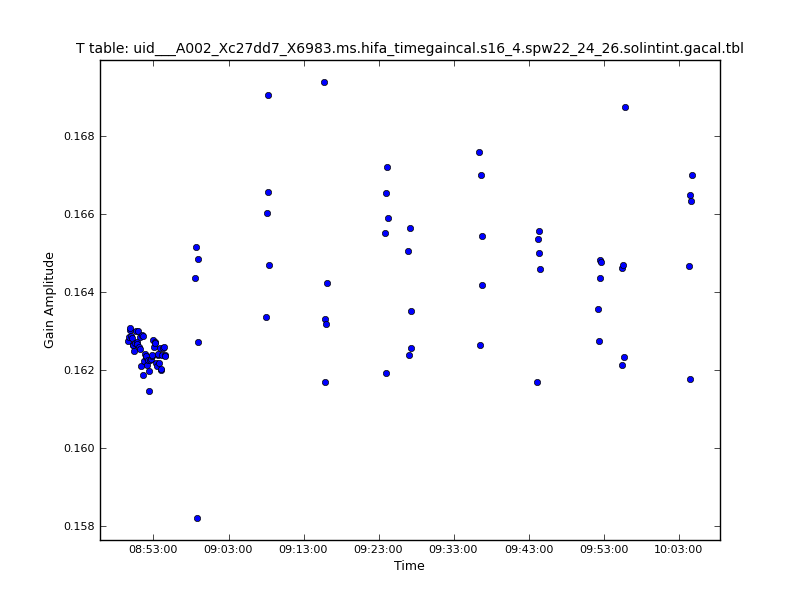 T table: uid___A002_Xc27dd7_X6983.ms.hifa_timegaincal.s16_4.spw22_24_26.solintint.gacal.tbl
Gain Amplitude
0.168
0.166
0.164
0.162
0.160
0.158
08:53:00 09:03:00 09:13:00 09:23:00 09:33:00 09:43:00 09:53:00 10:03:00
Time